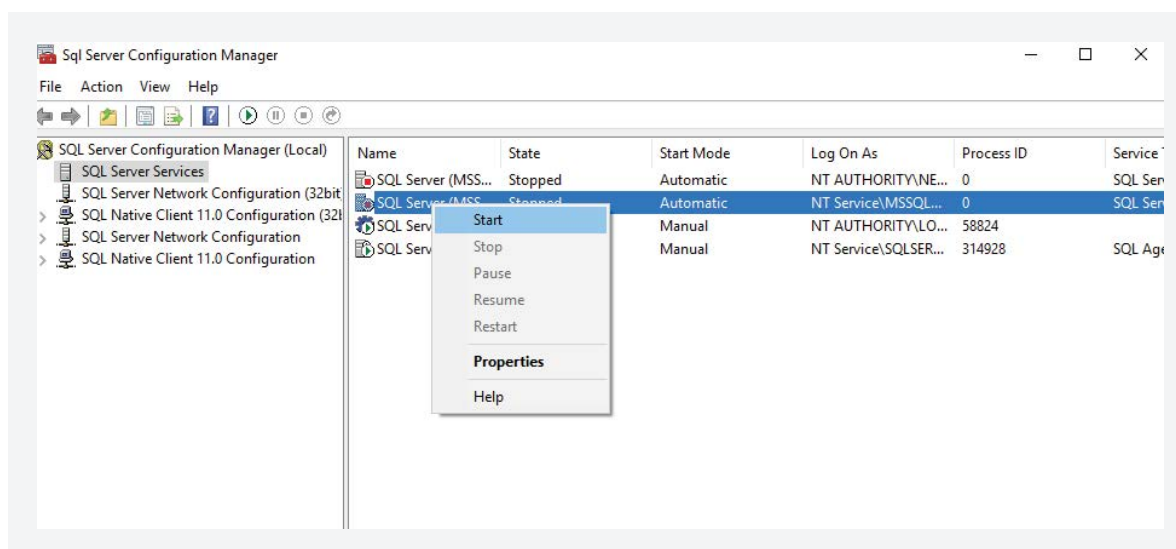 Sql Server Configuration Manager
File Action View Help
SQL Server Configuration Manager (Local)
SQL Server Services
SQL Server Network Configuration (32bit
SQL Native Client 11.0 Configuration (32b
SQL Server Network Configuration
SQL Native Client 11.0 Configuration
Name State Start Mode Log On As Process ID Service
SQL Server (MSS... Stopped Automatic NT AUTHORITY\NE... 0 SQL Ser
SQL Server (MSS... Stopped Automatic NT Service\MSSQL... 0 SQL Ser
SQL Serv Manual NT AUTHORITY\LO... 58824
SQL Serv Manual NT Service\SQLSER... 314928 SQL Age
Start
Stop
Pause
Resume
Restart
Properties
Help